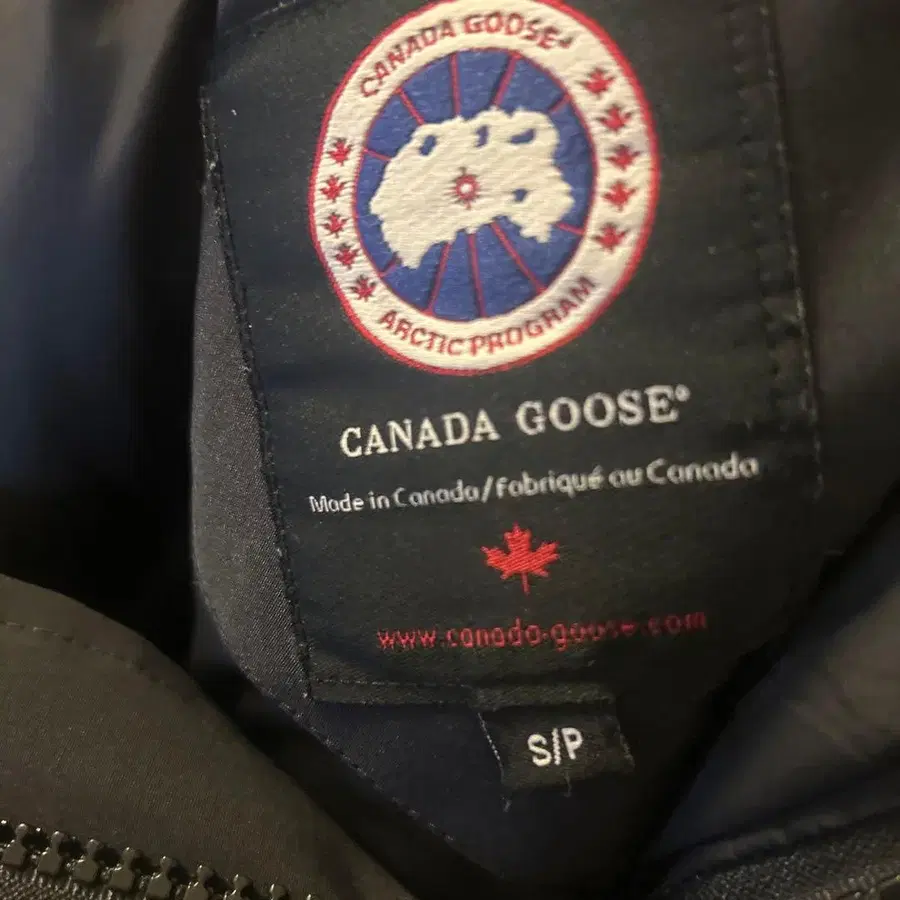 CANADA GOOSE®
ARCTIC PROGRAM
CANADA GOOSE®
Made in Canada/Fabriqué au Canada
www.canada-goose.com
S/P